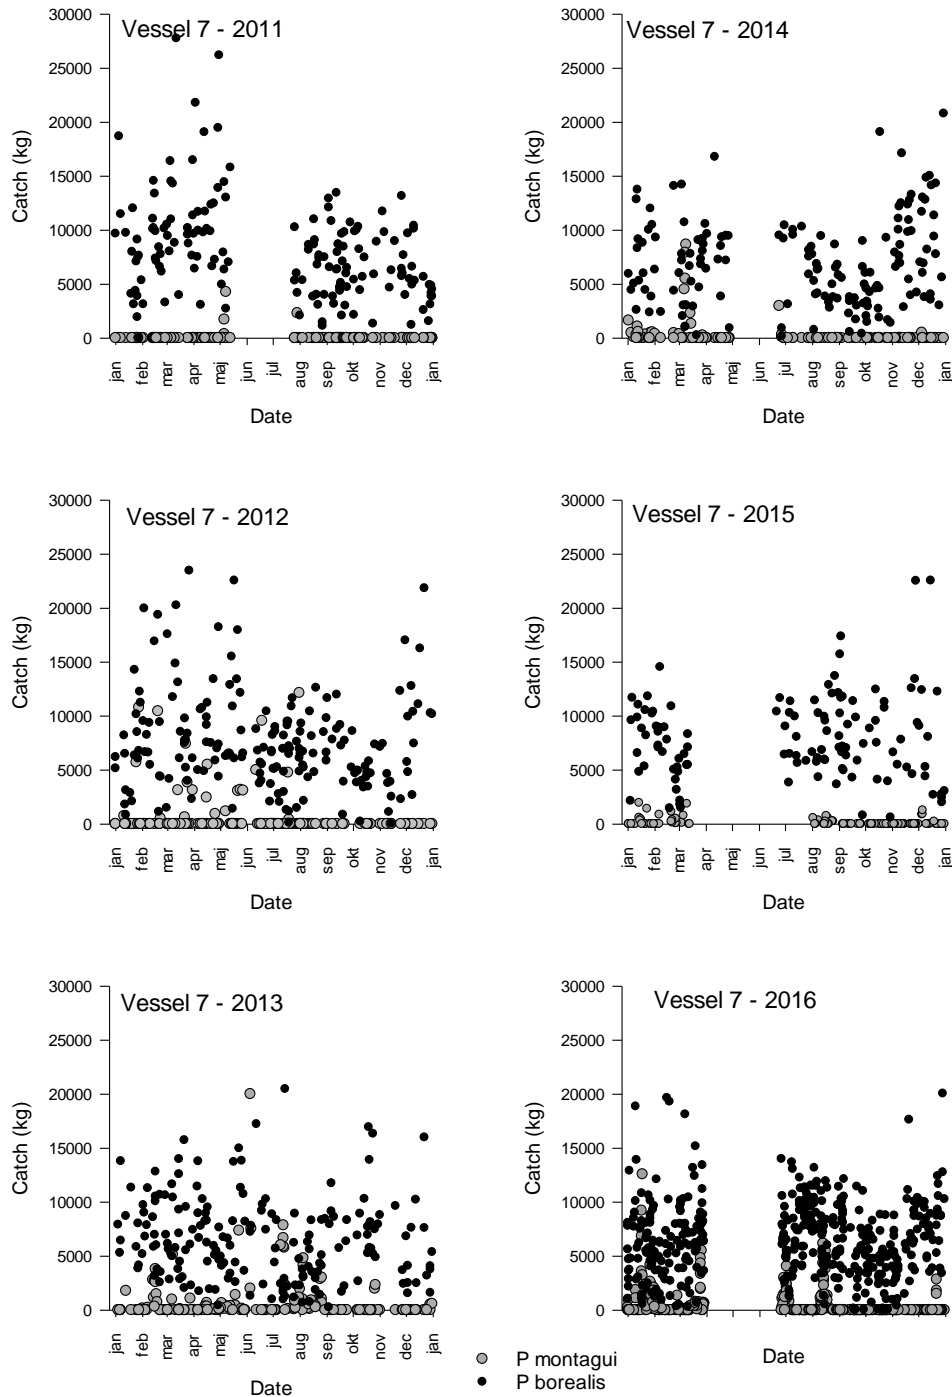 Vessel 7 - 2011
Catch (kg)
30000
25000
20000
15000
10000
5000
0
jan feb mar apr maj jun jul aug sep okt nov dec jan
Date
Vessel 7 - 2014
Catch (kg)
30000
25000
20000
15000
10000
5000
0
jan feb mar apr maj jun jul aug sep okt nov dec jan
Date
Vessel 7 - 2012
Catch (kg)
30000
25000
20000
15000
10000
5000
0
jan feb mar apr maj jun jul aug sep okt nov dec jan
Date
Vessel 7 - 2015
Catch (kg)
30000
25000
20000
15000
10000
5000
0
jan feb mar apr maj jun jul aug sep okt nov dec jan
Date
Vessel 7 - 2013
Catch (kg)
30000
25000
20000
15000
10000
5000
0
jan feb mar apr maj jun jul aug sep okt nov dec jan
Date
Vessel 7 - 2016
Catch (kg)
30000
25000
20000
15000
10000
5000
0
Date
P montagui
P borealis